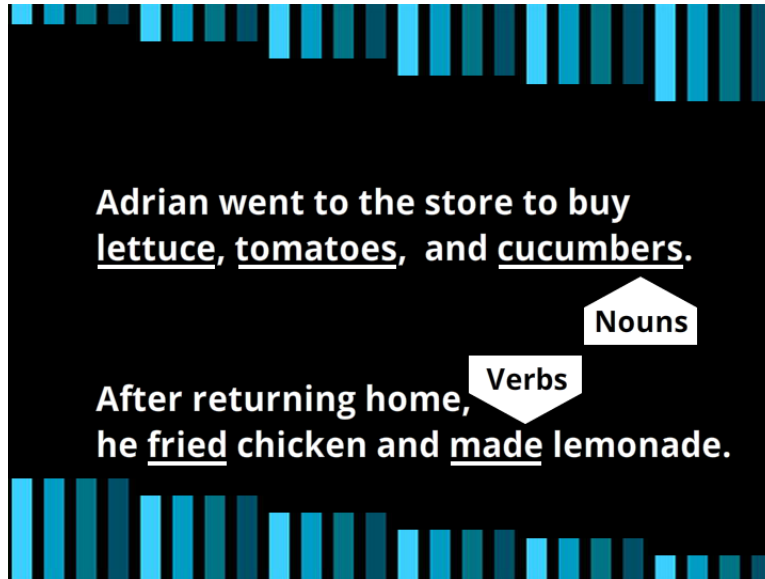 Adrian went to the store to buy
lettuce, tomatoes, and cucumbers.
Nouns
Verbs
After returning home,
he fried chicken and made lemonade.